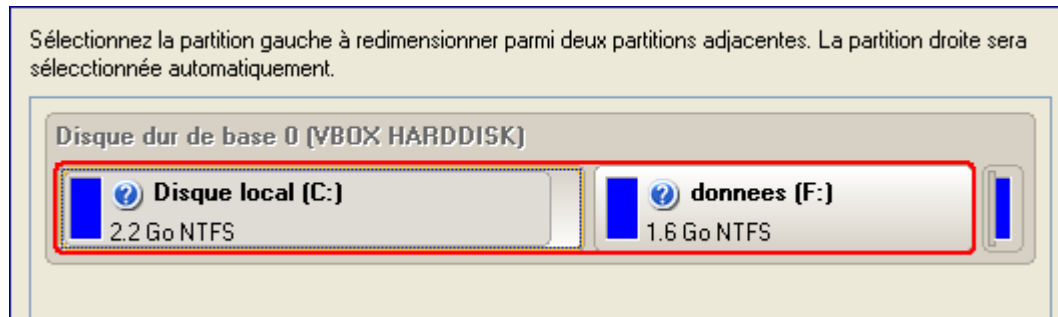 Sélectionnez la partition gauche à redimensionner parmi deux partitions adjacentes. La partition droite sera
sélecctionnée automatiquement.
Disque dur de base 0 (VBOX HARDDISK)
Disque local (C:)
2.2 Go NTFS
donnees (F:)
1.6 Go NTFS